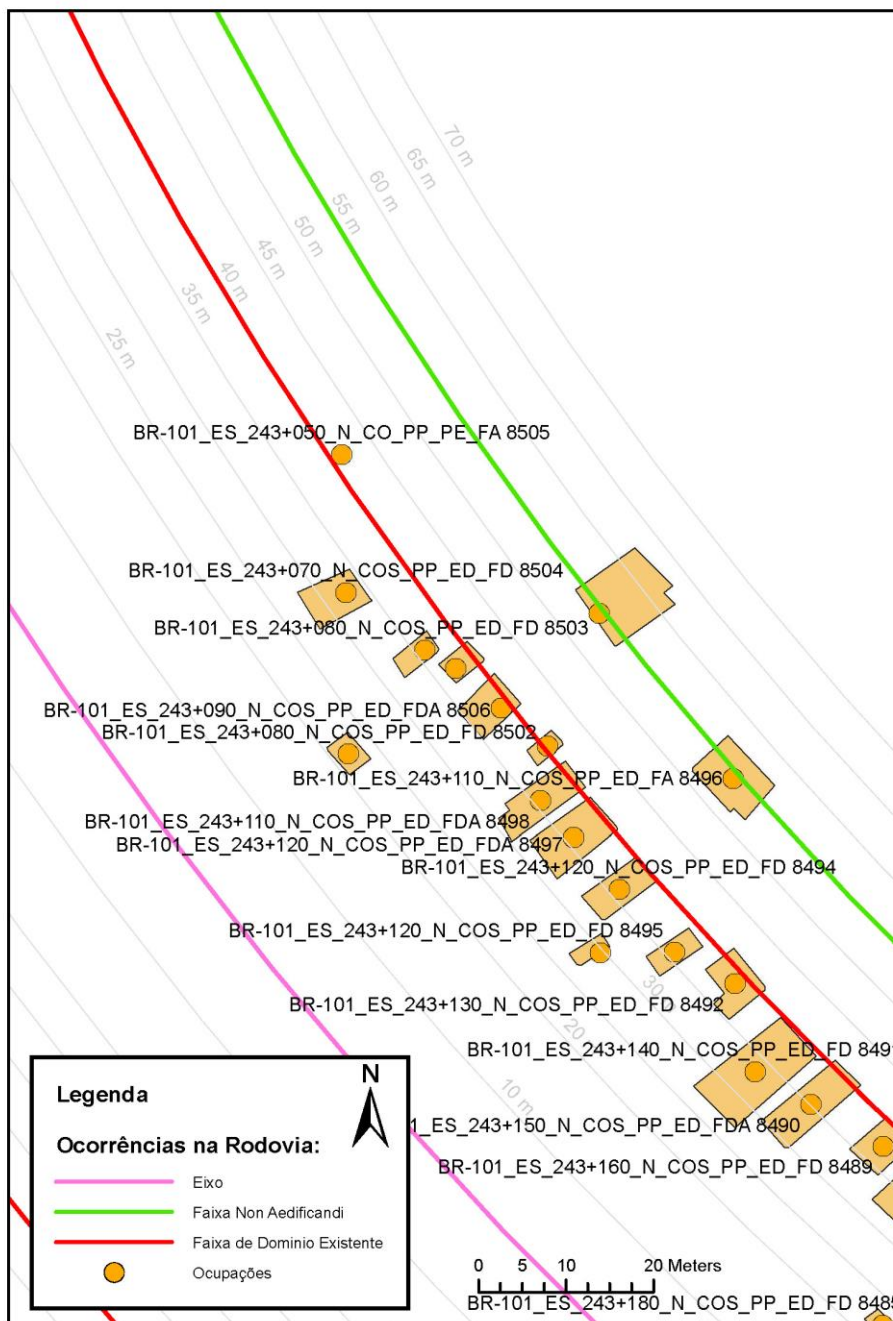 70 m
65 m
60 m
55 m
50 m
45 m
40 m
35 m
25 m
BR-101_ES_243+050_N_CO_PP_PE_FA 8505
BR-101_ES_243+070_N_COS_PP_ED_FD 8504
BR-101_ES_243+080_N_COS_PP_ED_FD 8503
BR-101_ES_243+090_N_COS_PP_ED_FDA 8506
BR-101_ES_243+080_N_COS_PP_ED_FD 8502
BR-101_ES_243+110_N_COS_PP_ED_FA 8496
BR-101_ES_243+110_N_COS_PP_ED_FDA 8498
BR-101_ES_243+120_N_COS_PP_ED_FDA 8497
BR-101_ES_243+120_N_COS_PP_ED_FD 8494
BR-101_ES_243+120_N_COS_PP_ED_FD 8495
30
BR-101_ES_243+130_N_COS_PP_ED_FD 8492
20
BR-101_ES_243+140_N_COS_PP_ED_FD 8491
10 m
1_ES_243+150_N_COS_PP_ED_FDA 8490
BR-101_ES_243+160_N_COS_PP_ED_FD 8489
N
Legenda
Ocorrências na Rodovia:
Eixo
Faixa Non Aedificandi
Faixa de Dominio Existente
Ocupações
0 5 10 20 Meters
BR-101_ES_243+180_N_COS_PP_ED_FD 8485